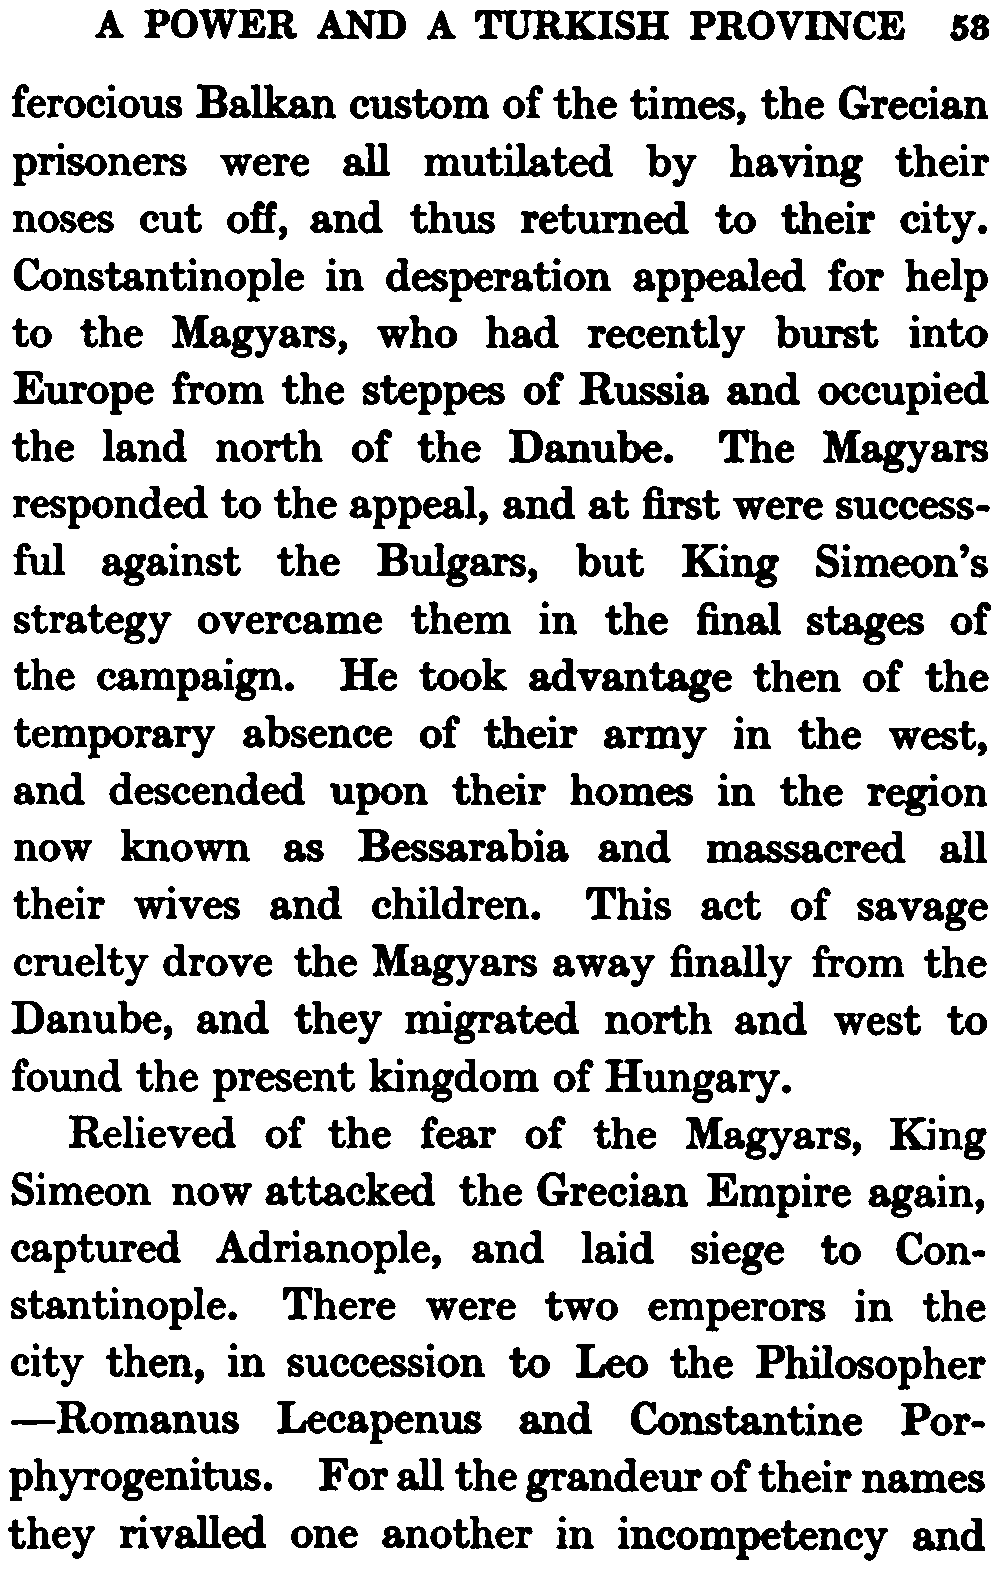 A POWER AND A TURKISH PROVINCE 53
ferocious Balkan custom of the times, the Grecian
prisoners were all mutilated by having their
noses cut off, and thus returned to their city.
Constantinople in desperation appealed for help
to the Magyars, who had recently burst into
Europe from the steppes of Russia and occupied
the land north of the Danube. The Magyars
responded to the appeal, and at first were success-
ful against the Bulgars, but King Simeon's
strategy overcame them in the final stages of
the campaign. He took advantage then of the
temporary absence of their army in the west,
and descended upon their homes in the region
now known as Bessarabia and massacred all
their wives and children. This act of savage
cruelty drove the Magyars away finally from the
Danube, and they migrated north and west to
found the present kingdom of Hungary.
Relieved of the fear of the Magyars, King
Simeon now attacked the Grecian Empire again,
captured Adrianople, and laid siege to Con-
stantinople. There were two emperors in the
city then, in succession to Leo the Philosopher
—Romanus Lecapenus and Constantine Por-
phyrogenitus. For all the grandeur of their names
they rivalled one another in incompetency and